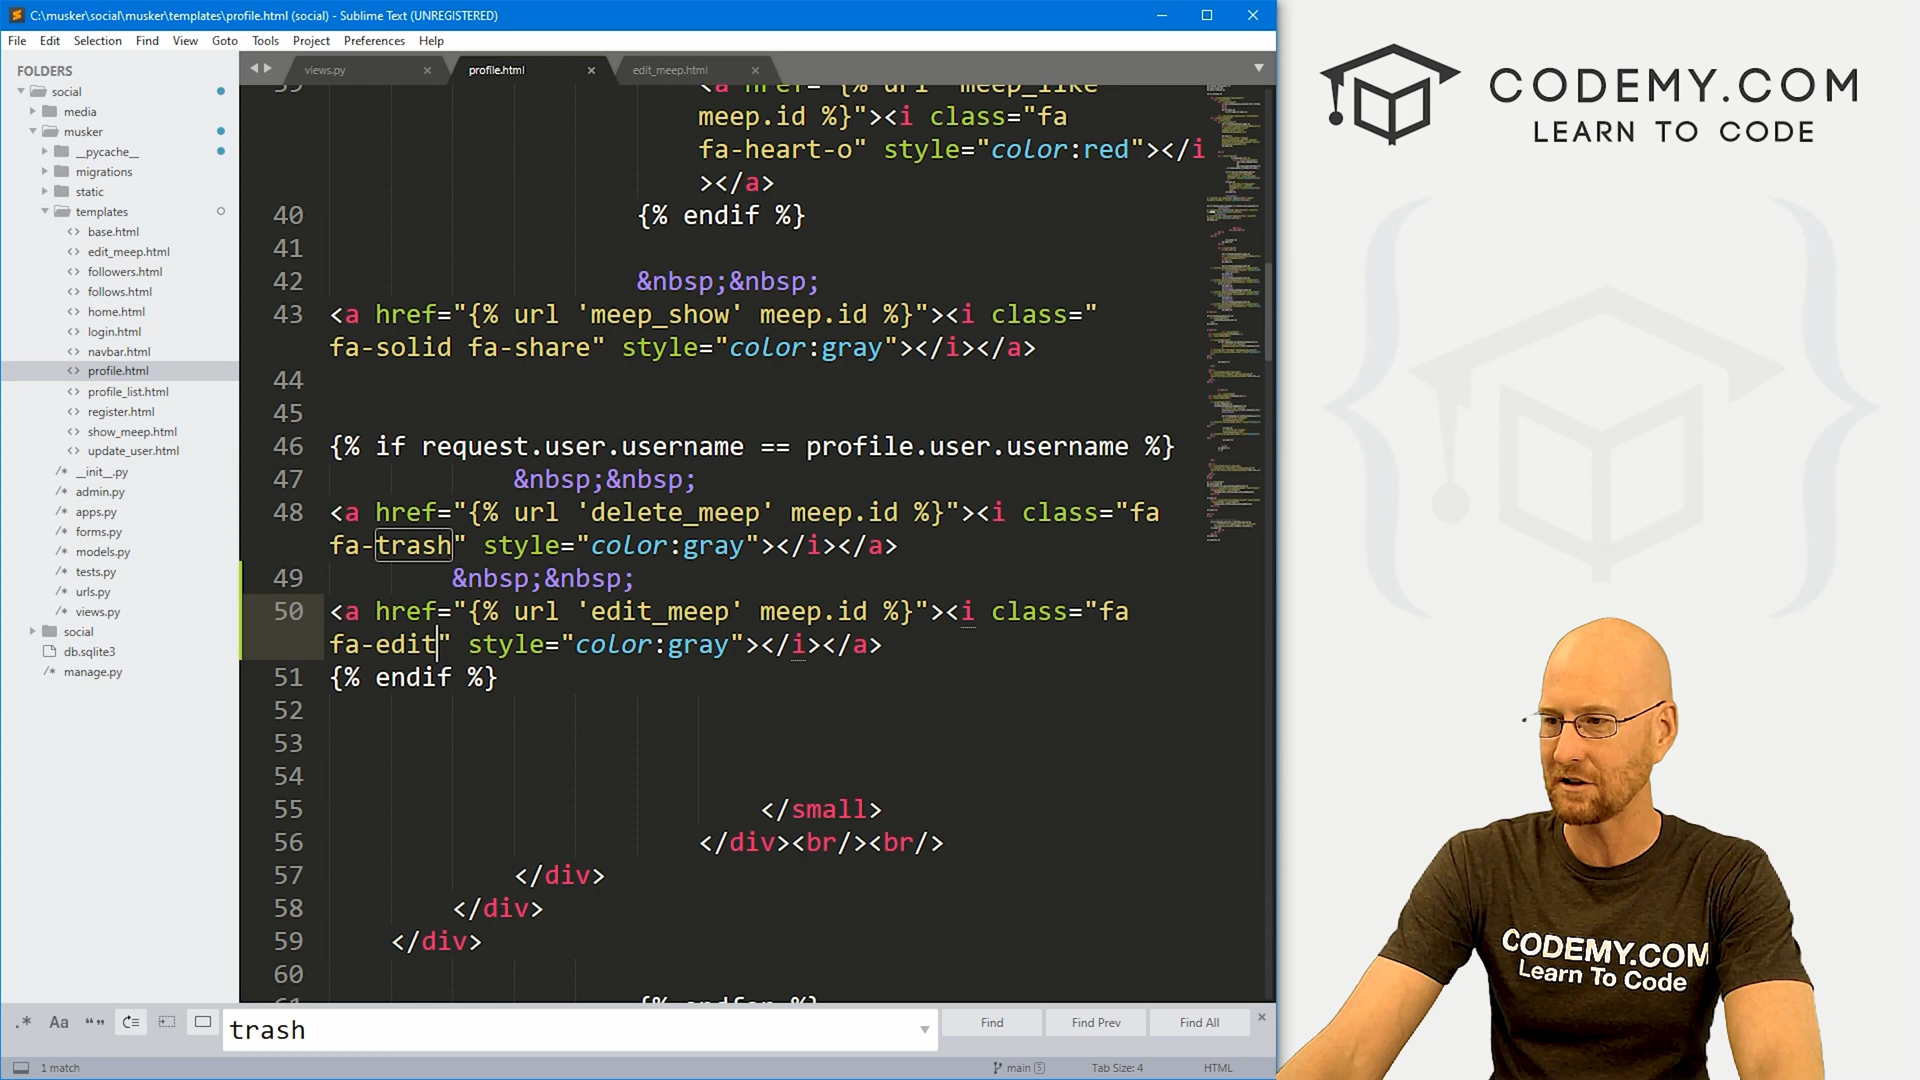 C:\musker\social\musker\templates\profile.html (social) - Sublime Text (UNREGISTERED)
File Edit Selection Find View Goto Tools Project Preferences Help
FOLDERS
social
media
musker
__pycache__
migrations
static
templates
base.html
edit_meep.html
followers.html
follows.html
home.html
login.html
navbar.html
profile.html
profile_list.html
register.html
show_meep.html
update_user.html
__init__.py
admin.py
apps.py
forms.py
models.py
tests.py
urls.py
views.py
social
db.sqlite3
manage.py
views.py
profile.html
edit_meep.html
<a href="{% url 'meep_like'
meep.id %}"><i class="fa
fa-heart-o" style="color:red"></i
></a>
40 {% endif %}
41
42 &nbsp;&nbsp;
43 <a href="{% url 'meep_show' meep.id %}"><i class="
fa-solid fa-share" style="color:gray"></i></a>
44
45
46 {% if request.user.username == profile.user.username %}
47 &nbsp;&nbsp;
48 <a href="{% url 'delete_meep' meep.id %}"><i class="fa
fa-trash" style="color:gray"></i></a>
49 &nbsp;&nbsp;
50 <a href="{% url 'edit_meep' meep.id %}"><i class="fa
fa-edit" style="color:gray"></i></a>
51 {% endif %}
52
53
54
55 </small>
56 </div><br/><br/>
57 </div>
58 </div>
59 </div>
60
61 {% endfor %}
.* Aa “” trash Find Find Prev Find All
1 match main 5 Tab Size: 4 HTML
CODEMY.COM
LEARN TO CODE
CODEMY.COM
Learn To Code